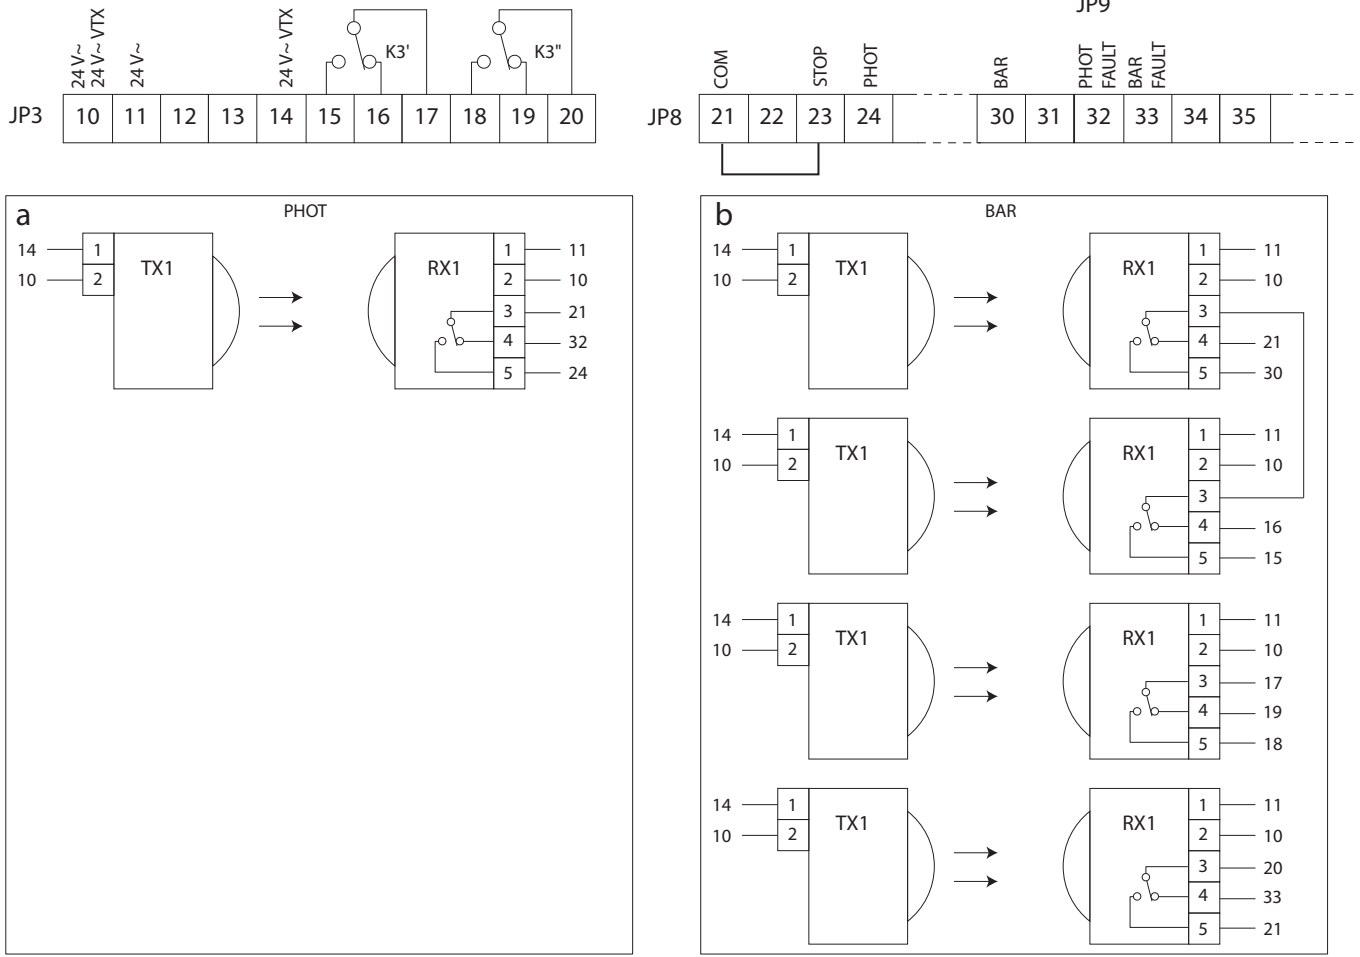 JP9
24 V~
24 V~ VTX
24 V~
24 V~ VTX
K3'
K3"
COM
STOP
PHOT
BAR
PHOT
FAULT
BAR
FAULT
JP3 10 11 12 13 14 15 16 17 18 19 20
JP8 21 22 23 24 30 31 32 33 34 35
a PHOT
14 1 TX1 RX1 1 11
10 2 2 10
3 21
4 32
5 24
b BAR
14 1 TX1 RX1 1 11
10 2 2 10
3
4 21
5 30
14 1 TX1 RX1 1 11
10 2 2 10
3
4 16
5 15
14 1 TX1 RX1 1 11
10 2 2 10
3 17
4 19
5 18
14 1 TX1 RX1 1 11
10 2 2 10
3 20
4 33
5 21